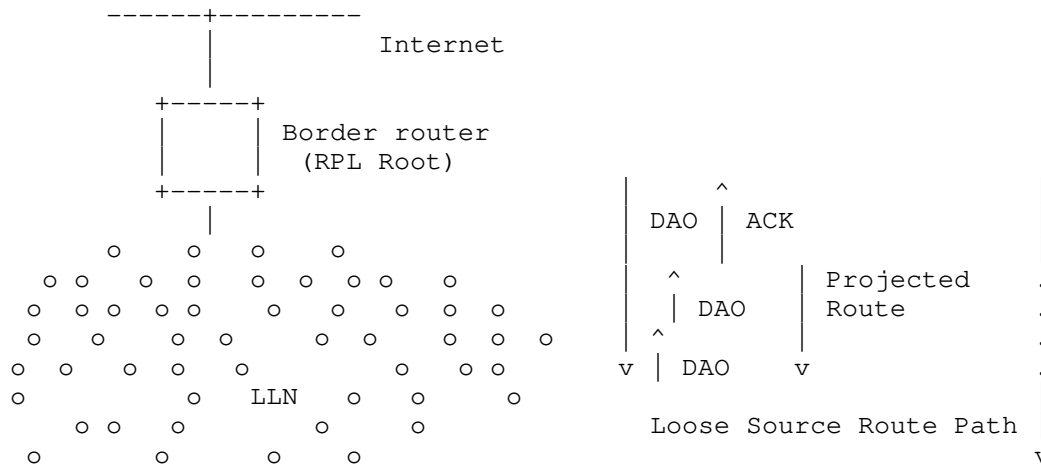 Internet
Border router
(RPL Root)
DAO ACK
Projected
DAO Route
DAO
LLN
Loose Source Route Path